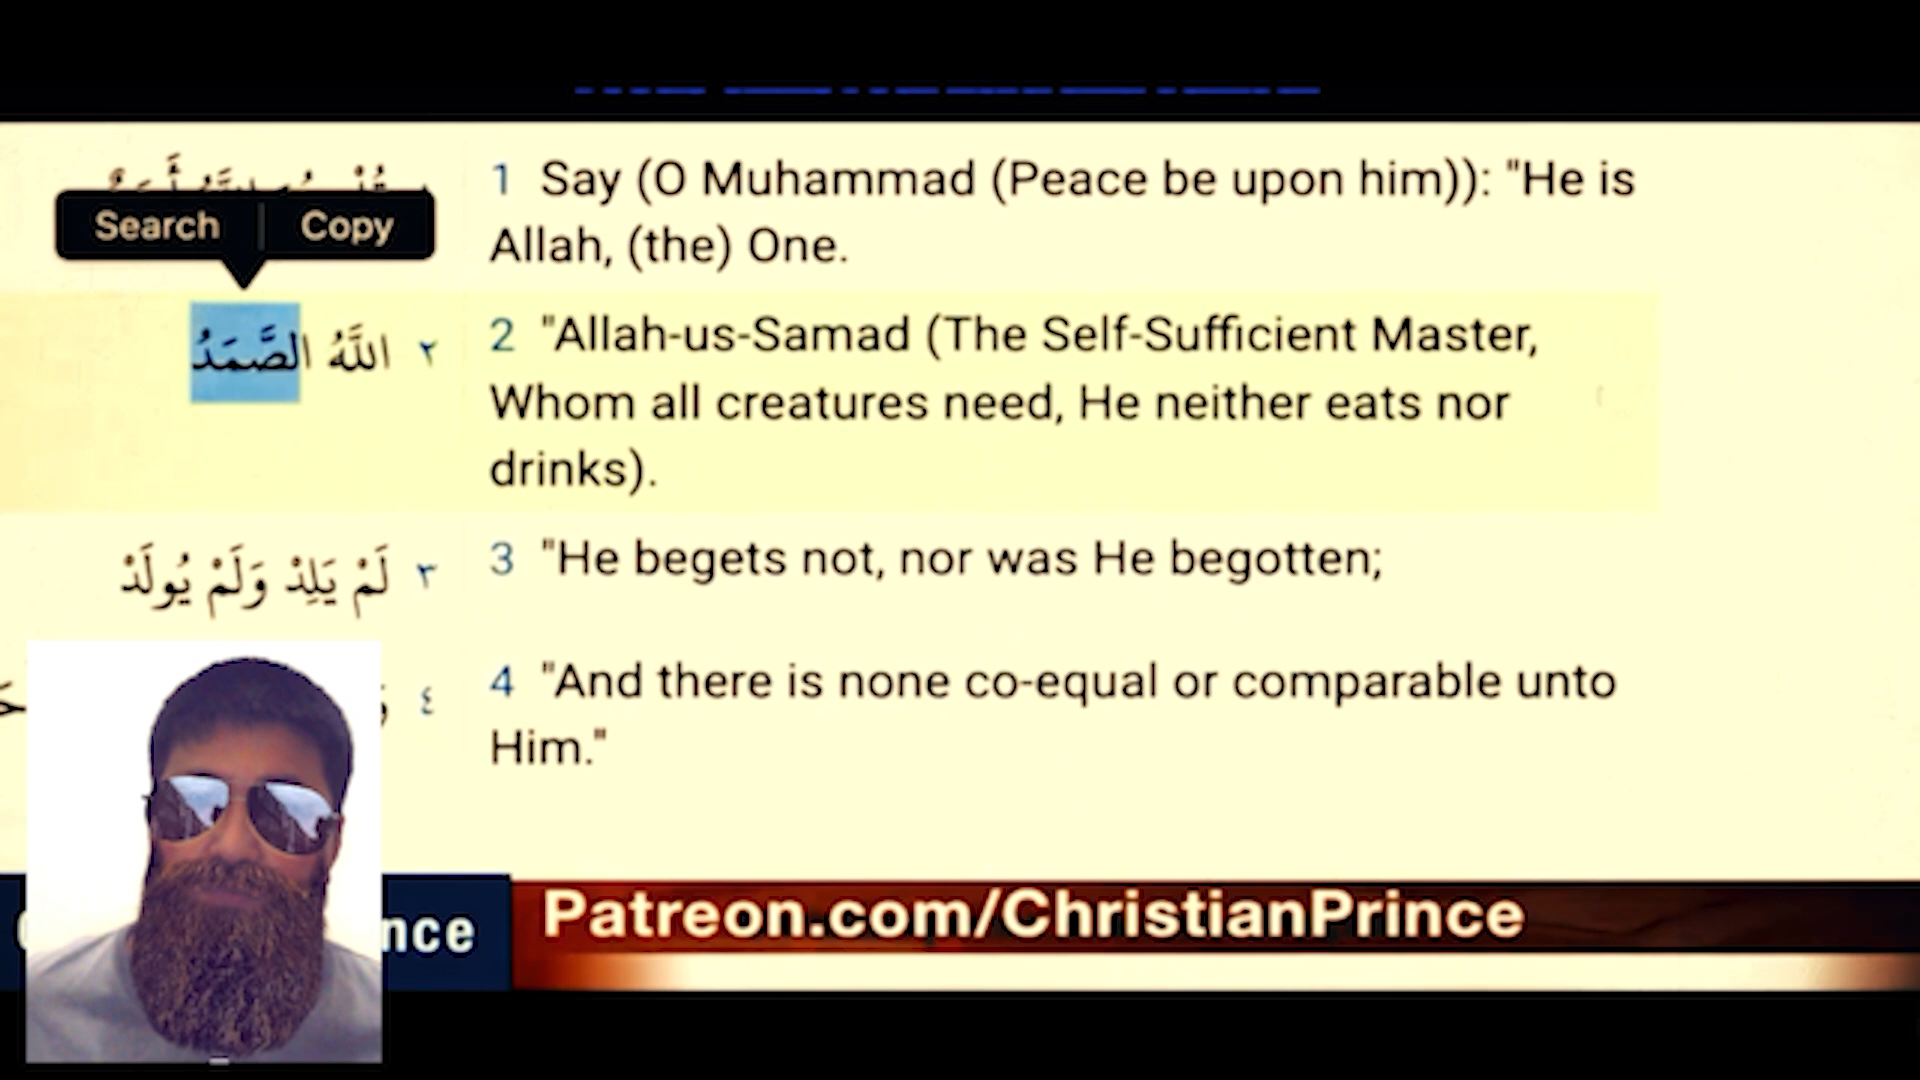 1 Say (O Muhammad (Peace be upon him)): "He is
Allah, (the) One.
Search Copy
٢ اللَّهُ الصَّمَدُ
2 "Allah-us-Samad (The Self-Sufficient Master,
Whom all creatures need, He neither eats nor
drinks).
٣ لَمْ يَلِدْ وَلَمْ يُولَدْ
3 "He begets not, nor was He begotten;
٤
4 "And there is none co-equal or comparable unto
Him."
nce
Patreon.com/ChristianPrince